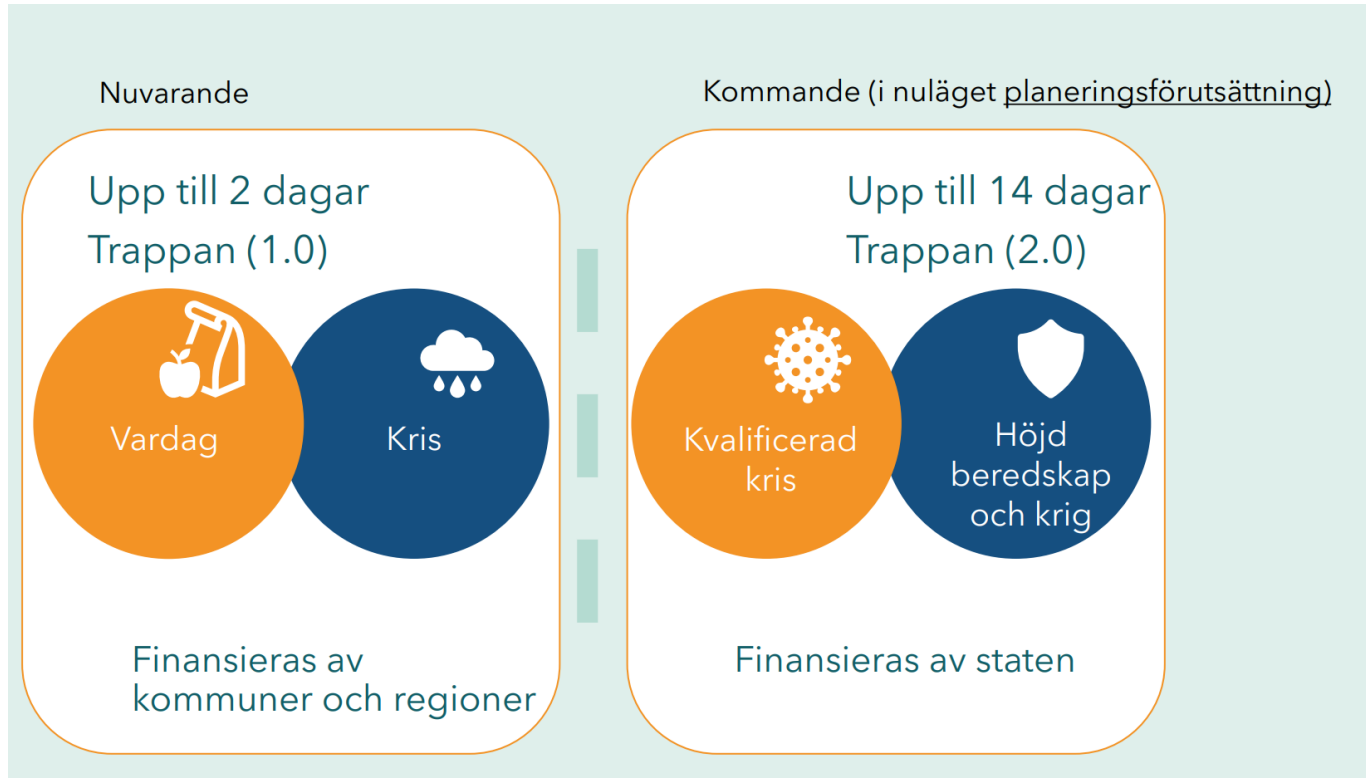 Nuvarande
Upp till 2 dagar
Trappan (1.0)
Vardag
Kris
Finansieras av
kommuner och regioner
Kommande (i nuläget planeringsförutsättning)
Upp till 14 dagar
Trappan (2.0)
Kvalificerad
kris
Höjd
beredskap
och krig
Finansieras av staten